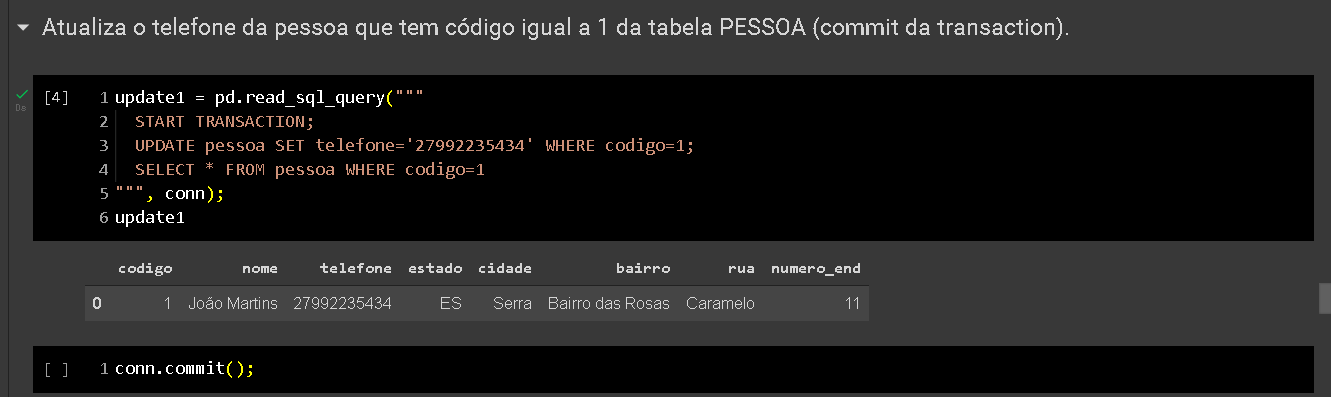 Atualiza o telefone da pessoa que tem código igual a 1 da tabela PESSOA (commit da transaction).
[4] 1 update1 = pd.read_sql_query("""
0s 2 START TRANSACTION;
3 UPDATE pessoa SET telefone='27992235434' WHERE codigo=1;
4 SELECT * FROM pessoa WHERE codigo=1
5 """, conn);
6 update1
codigo nome telefone estado cidade bairro rua numero_end
0 1 João Martins 27992235434 ES Serra Bairro das Rosas Caramelo 11
[ ] 1 conn.commit();